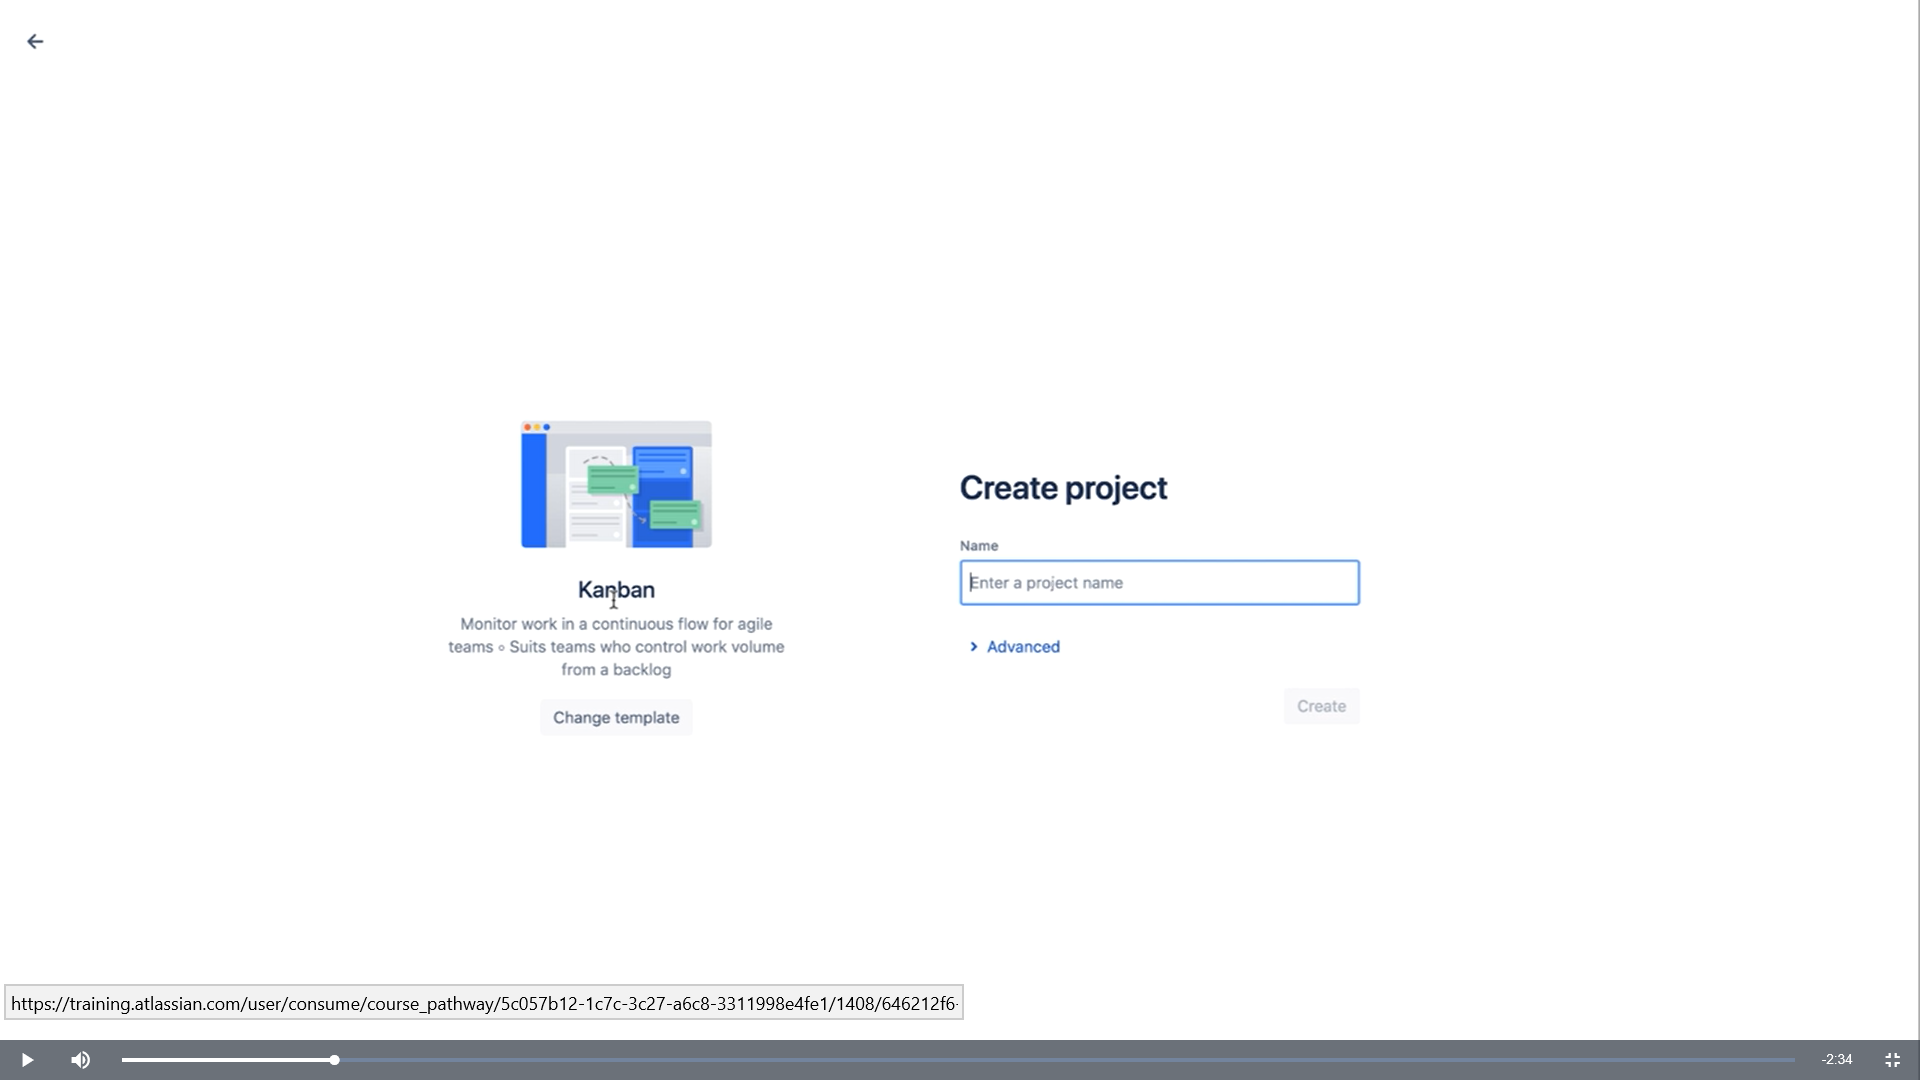 Kanban
Monitor work in a continuous flow for agile
teams ∘ Suits teams who control work volume
from a backlog
Change template
Create project
Name
Enter a project name
Advanced
Create
https://training.atlassian.com/user/consume/course_pathway/5c057b12-1c7c-3c27-a6c8-3311998e4fe1/1408/646212f6-
-2:34